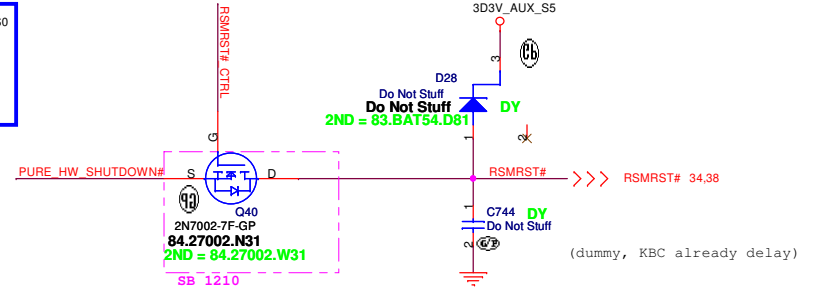 S0
3D3V_AUX_S5
RSMRST#_CTRL
3
D28
Do Not Stuff
Do Not Stuff
DY
2ND = 83.BAT54.D81
1
2
G
PURE_HW_SHUTDOWN#
S
D
RSMRST#
RSMRST# 34,38
Q40
2N7002-7F-GP
84.27002.N31
2ND = 84.27002.W31
SB 1210
1
C744
DY
Do Not Stuff
2
(dummy, KBC already delay)